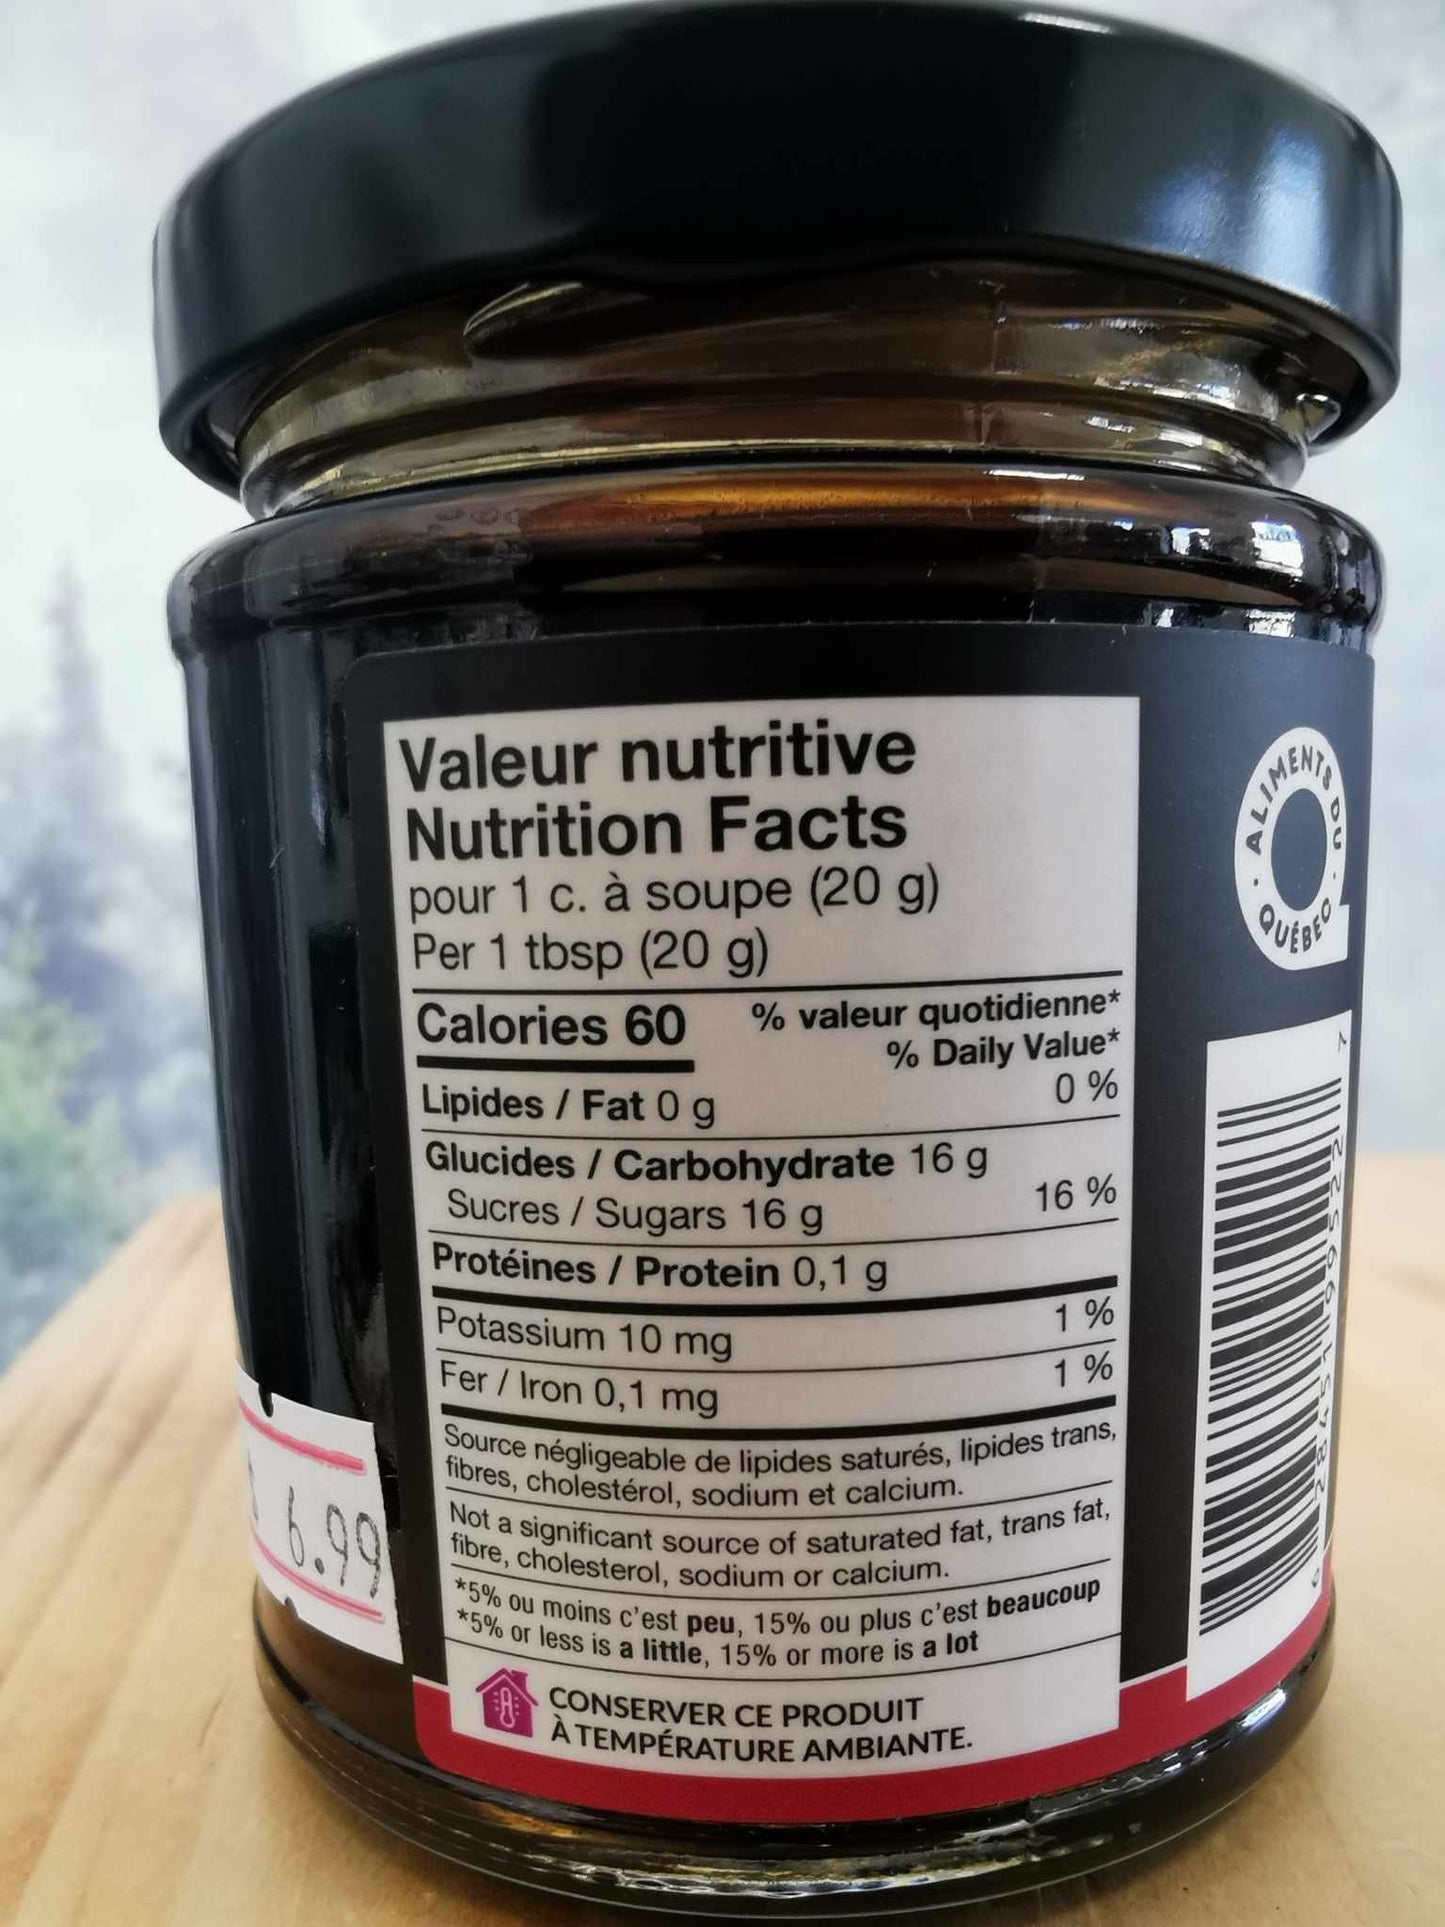 Valeur nutritive
Nutrition Facts
pour 1 c. à soupe (20 g)
Per 1 tbsp (20 g)
Calories 60
% valeur quotidienne*
% Daily Value*
Lipides / Fat 0 g 0 %
Glucides / Carbohydrate 16 g
Sucres / Sugars 16 g 16 %
Protéines / Protein 0,1 g
Potassium 10 mg 1 %
Fer / Iron 0,1 mg 1 %
Source négligeable de lipides saturés, lipides trans,
fibres, cholestérol, sodium et calcium.
Not a significant source of saturated fat, trans fat,
fibre, cholesterol, sodium or calcium.
*5% ou moins c'est peu, 15% ou plus c'est beaucoup
*5% or less is a little, 15% or more is a lot
CONSERVER CE PRODUIT
À TEMPÉRATURE AMBIANTE.
ALIMENTS DU QUÉBEC
6.99